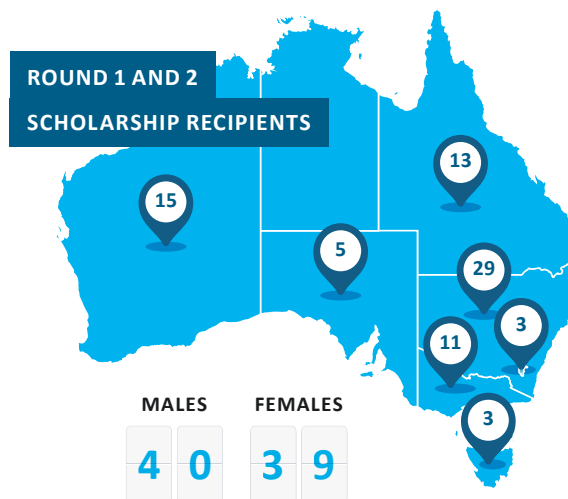 ROUND 1 AND 2
SCHOLARSHIP RECIPIENTS
13
15
5
29
3
11
3
MALES FEMALES
4 0 3 9